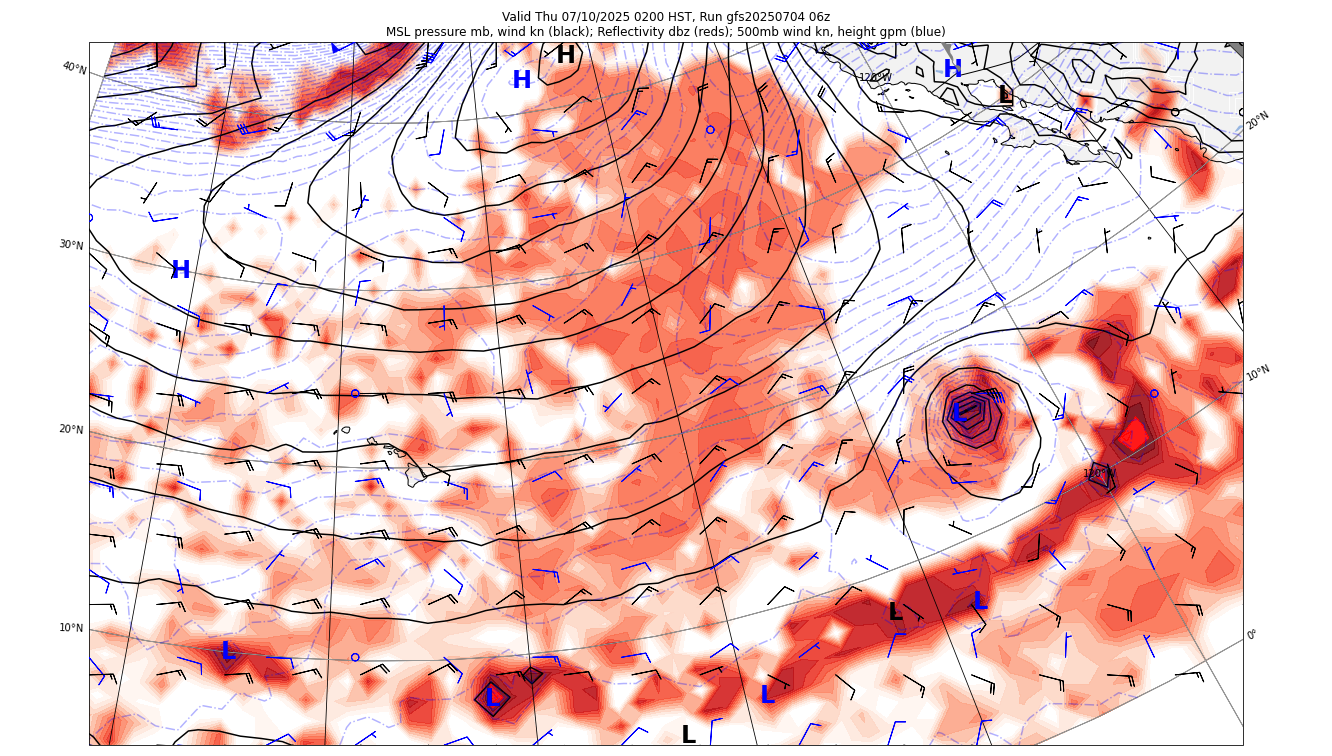 Valid Thu 07/10/2025 0200 HST, Run gfs20250704 06z
MSL pressure mb, wind kn (black); Reflectivity dbz (reds); 500mb wind kn, height gpm (blue)
H
H
H
L
120°W
40°N
20°N
30°N
H
10°N
L
20°N
100°W
L
L
10°N
0°
L
L
L
L